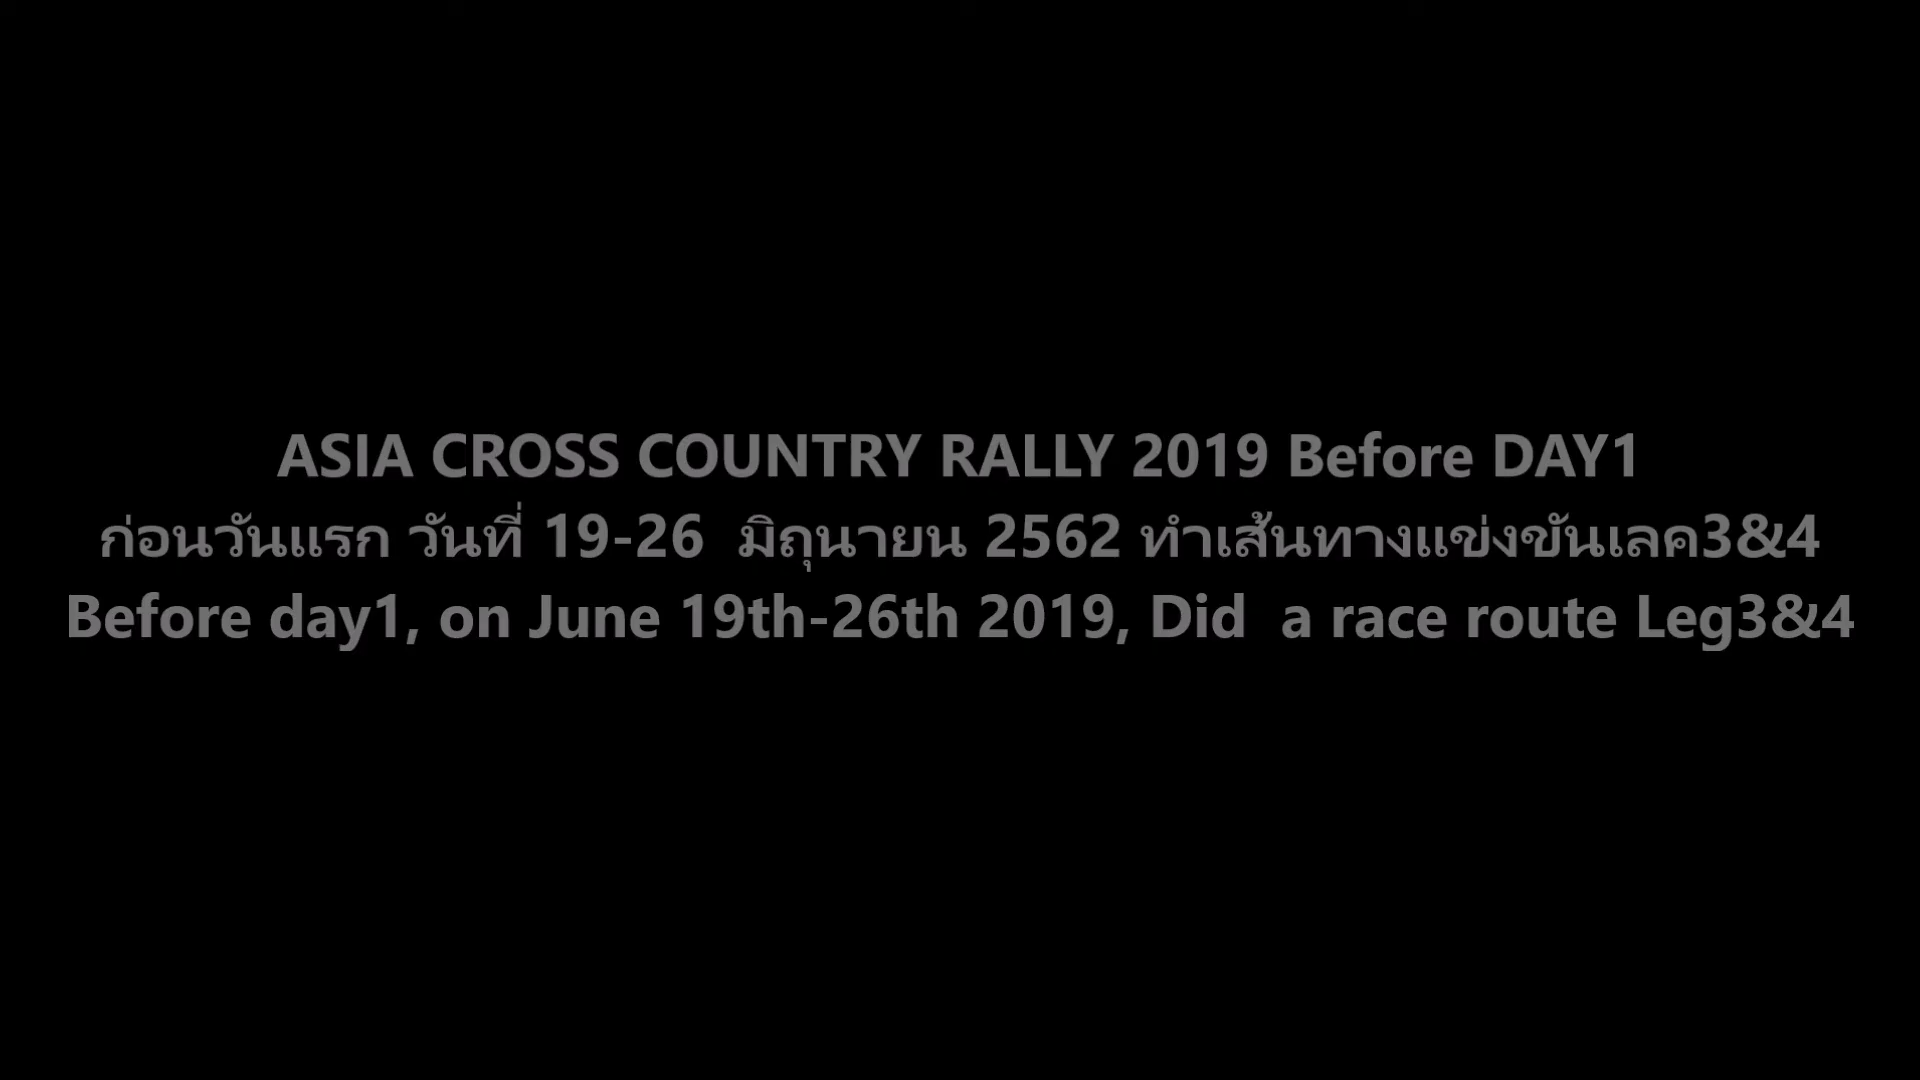 ASIA CROSS COUNTRY RALLY 2019 Before DAY1
ก่อนวันแรก วันที่ 19-26  มิถุนายน 2562 ทำเส้นทางแข่งขันเลค3&4
Before day1, on June 19th-26th 2019, Did  a race route Leg3&4